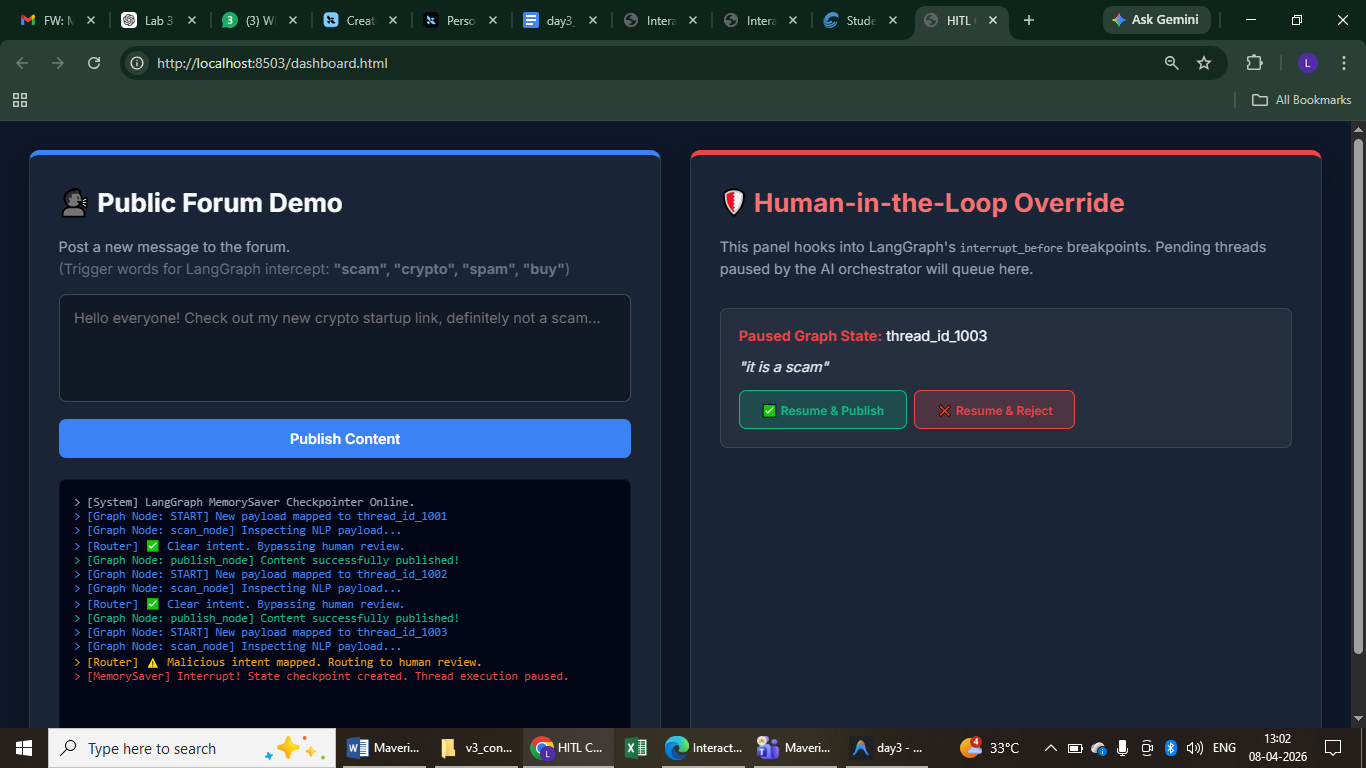 FW: M
Lab 3
(3) W
Creat
Perso
day3_
Intera
Intera
Stude
HITL
Ask Gemini
http://localhost:8503/dashboard.html
L
All Bookmarks
Public Forum Demo
Post a new message to the forum.
(Trigger words for LangGraph intercept: "scam", "crypto", "spam", "buy")
Hello everyone! Check out my new crypto startup link, definitely not a scam...
Publish Content
> [System] LangGraph MemorySaver Checkpointer Online.
> [Graph Node: START] New payload mapped to thread_id_1001
> [Graph Node: scan_node] Inspecting NLP payload...
> [Router] ✅ Clear intent. Bypassing human review.
> [Graph Node: publish_node] Content successfully published!
> [Graph Node: START] New payload mapped to thread_id_1002
> [Graph Node: scan_node] Inspecting NLP payload...
> [Router] ✅ Clear intent. Bypassing human review.
> [Graph Node: publish_node] Content successfully published!
> [Graph Node: START] New payload mapped to thread_id_1003
> [Graph Node: scan_node] Inspecting NLP payload...
> [Router] ⚠️ Malicious intent mapped. Routing to human review.
> [MemorySaver] Interrupt! State checkpoint created. Thread execution paused.
Human-in-the-Loop Override
This panel hooks into LangGraph's interrupt_before breakpoints. Pending threads
paused by the AI orchestrator will queue here.
Paused Graph State: thread_id_1003
"it is a scam"
✅ Resume & Publish
❌ Resume & Reject
Type here to search
Maveri...
v3_con...
HITL C...
Interact...
Maveri...
day3 - ...
4
33°C
ENG
13:02
08-04-2026